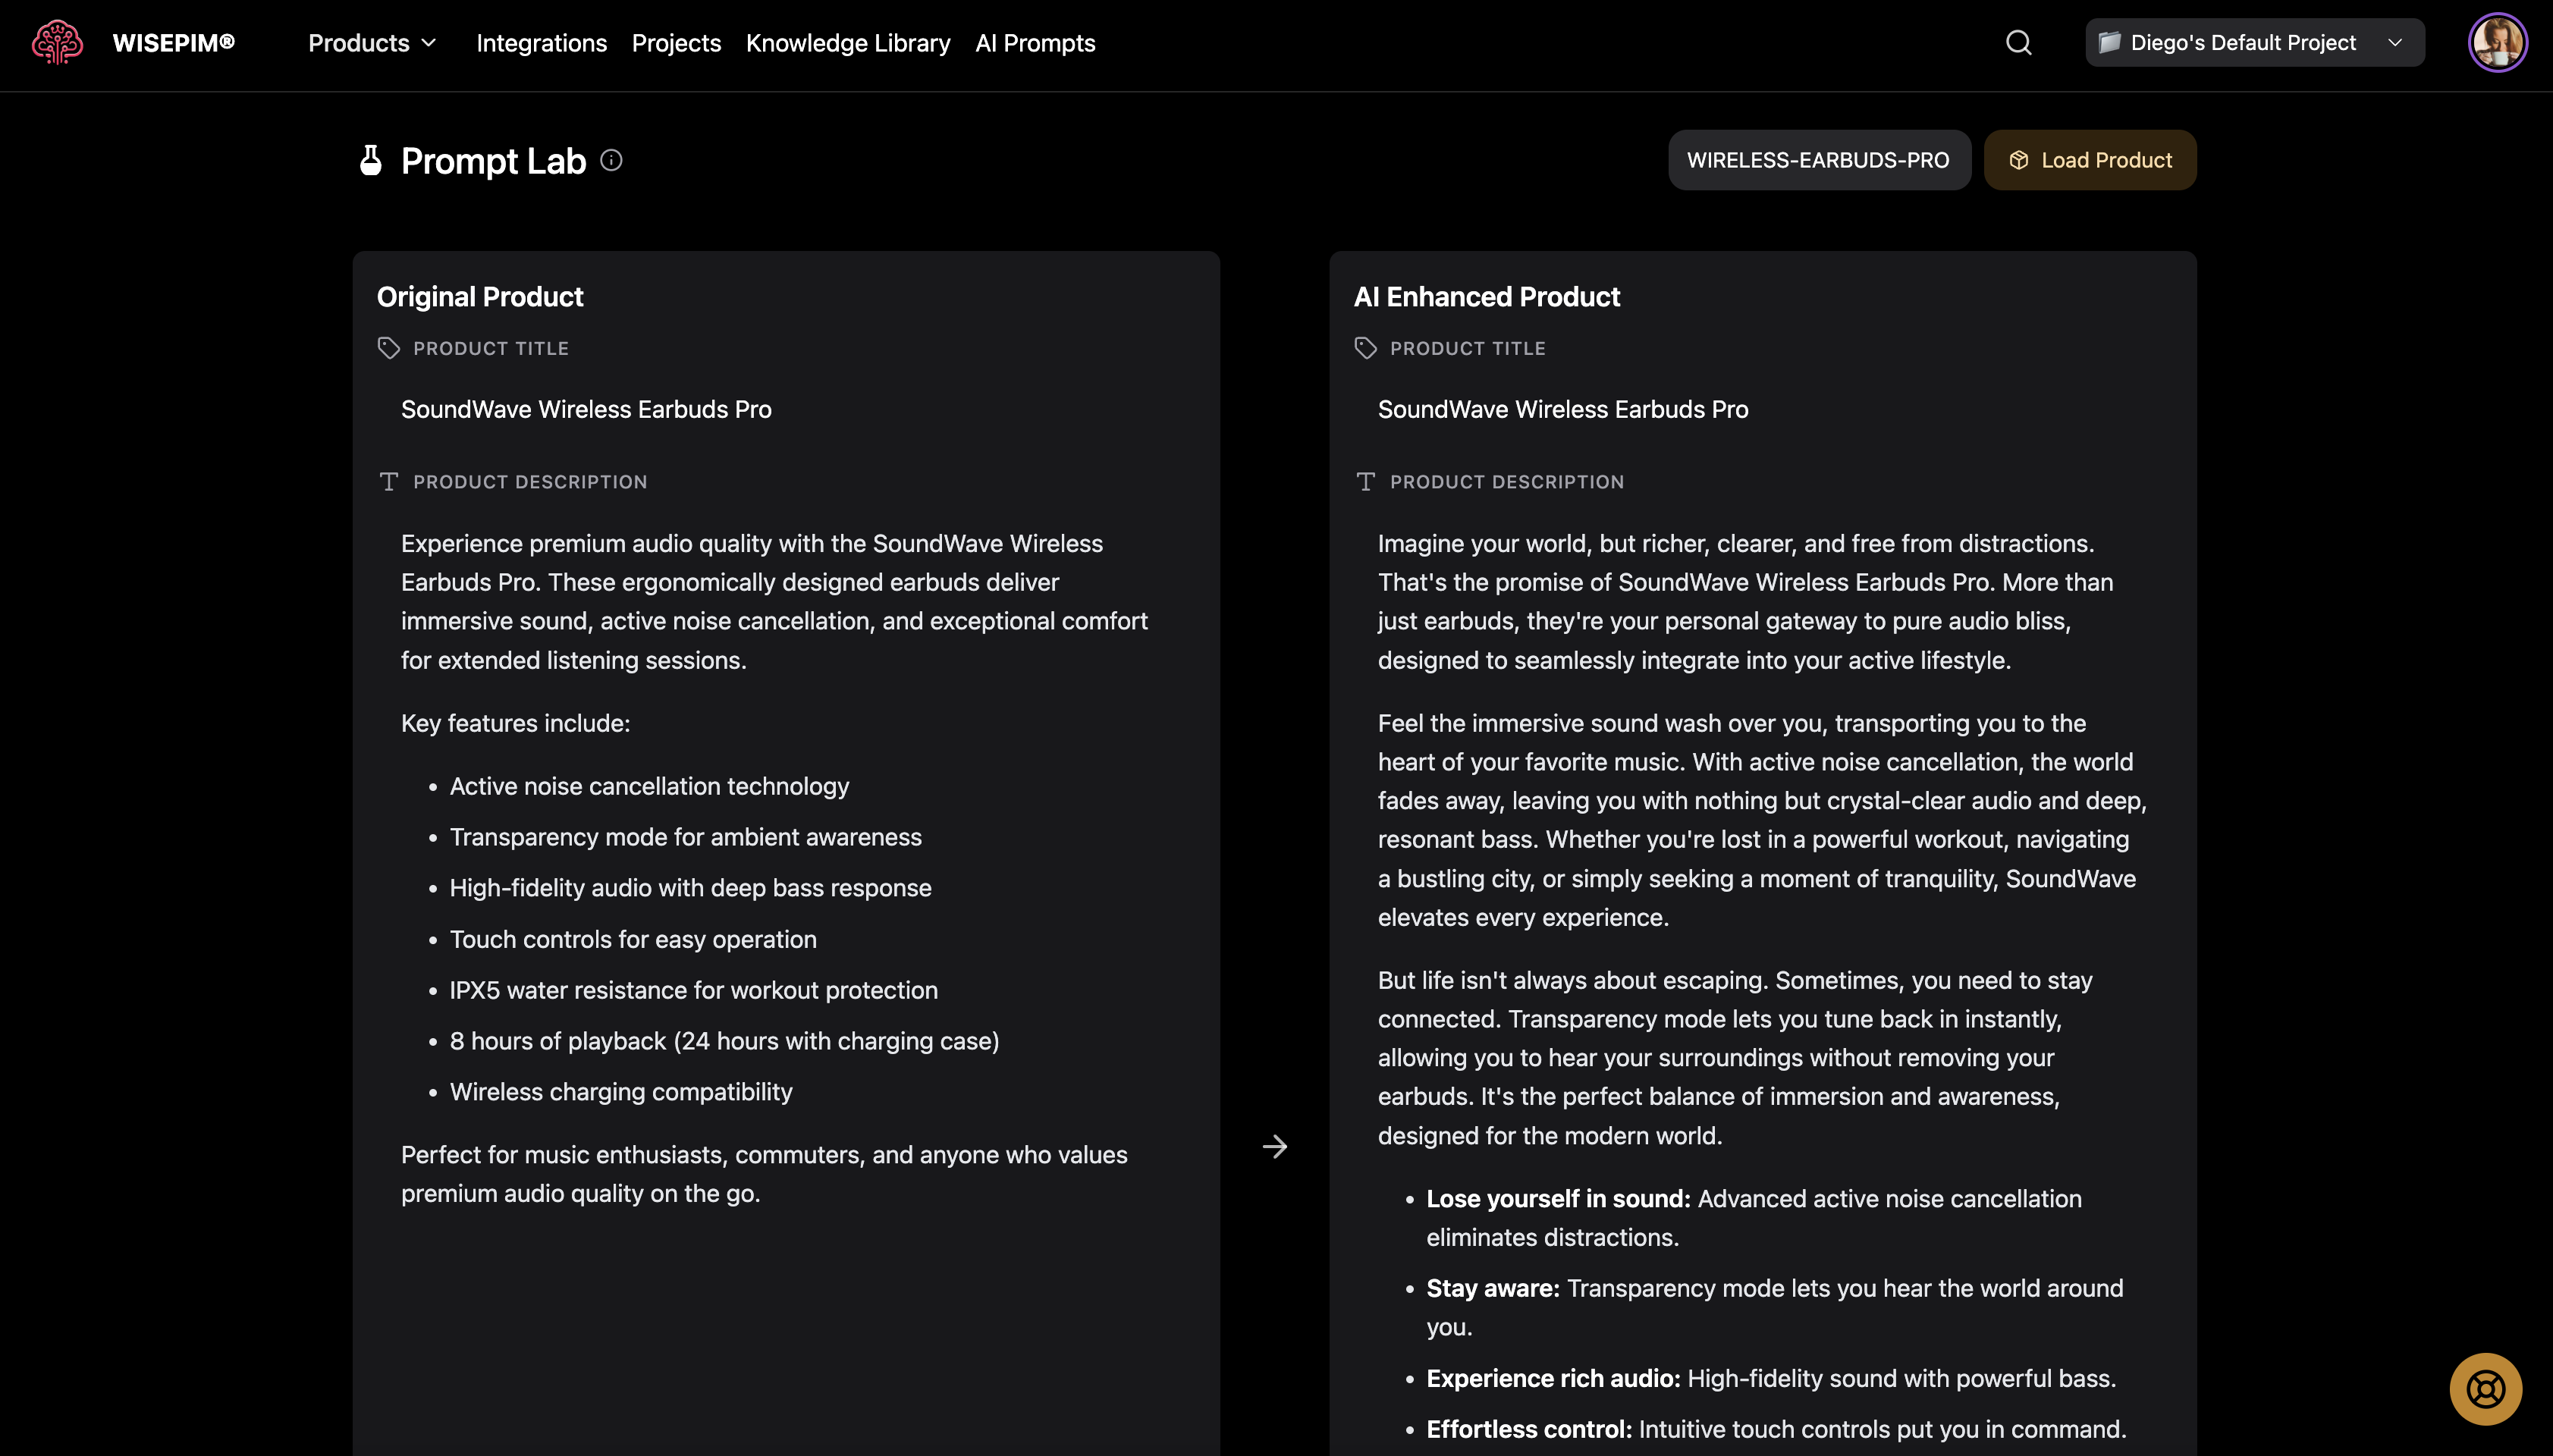 WISEPIM®
Products
Integrations
Projects
Knowledge Library
AI Prompts
Diego's Default Project
Prompt Lab
WIRELESS-EARBUDS-PRO
Load Product
Original Product
PRODUCT TITLE
SoundWave Wireless Earbuds Pro
PRODUCT DESCRIPTION
Experience premium audio quality with the SoundWave Wireless
Earbuds Pro. These ergonomically designed earbuds deliver
immersive sound, active noise cancellation, and exceptional comfort
for extended listening sessions.
Key features include:
• Active noise cancellation technology
• Transparency mode for ambient awareness
• High-fidelity audio with deep bass response
• Touch controls for easy operation
• IPX5 water resistance for workout protection
• 8 hours of playback (24 hours with charging case)
• Wireless charging compatibility
Perfect for music enthusiasts, commuters, and anyone who values
premium audio quality on the go.
AI Enhanced Product
PRODUCT TITLE
SoundWave Wireless Earbuds Pro
PRODUCT DESCRIPTION
Imagine your world, but richer, clearer, and free from distractions.
That's the promise of SoundWave Wireless Earbuds Pro. More than
just earbuds, they're your personal gateway to pure audio bliss,
designed to seamlessly integrate into your active lifestyle.
Feel the immersive sound wash over you, transporting you to the
heart of your favorite music. With active noise cancellation, the world
fades away, leaving you with nothing but crystal-clear audio and deep,
resonant bass. Whether you're lost in a powerful workout, navigating
a bustling city, or simply seeking a moment of tranquility, SoundWave
elevates every experience.
But life isn't always about escaping. Sometimes, you need to stay
connected. Transparency mode lets you tune back in instantly,
allowing you to hear your surroundings without removing your
earbuds. It's the perfect balance of immersion and awareness,
designed for the modern world.
• Lose yourself in sound: Advanced active noise cancellation
eliminates distractions.
• Stay aware: Transparency mode lets you hear the world around
you.
• Experience rich audio: High-fidelity sound with powerful bass.
• Effortless control: Intuitive touch controls put you in command.